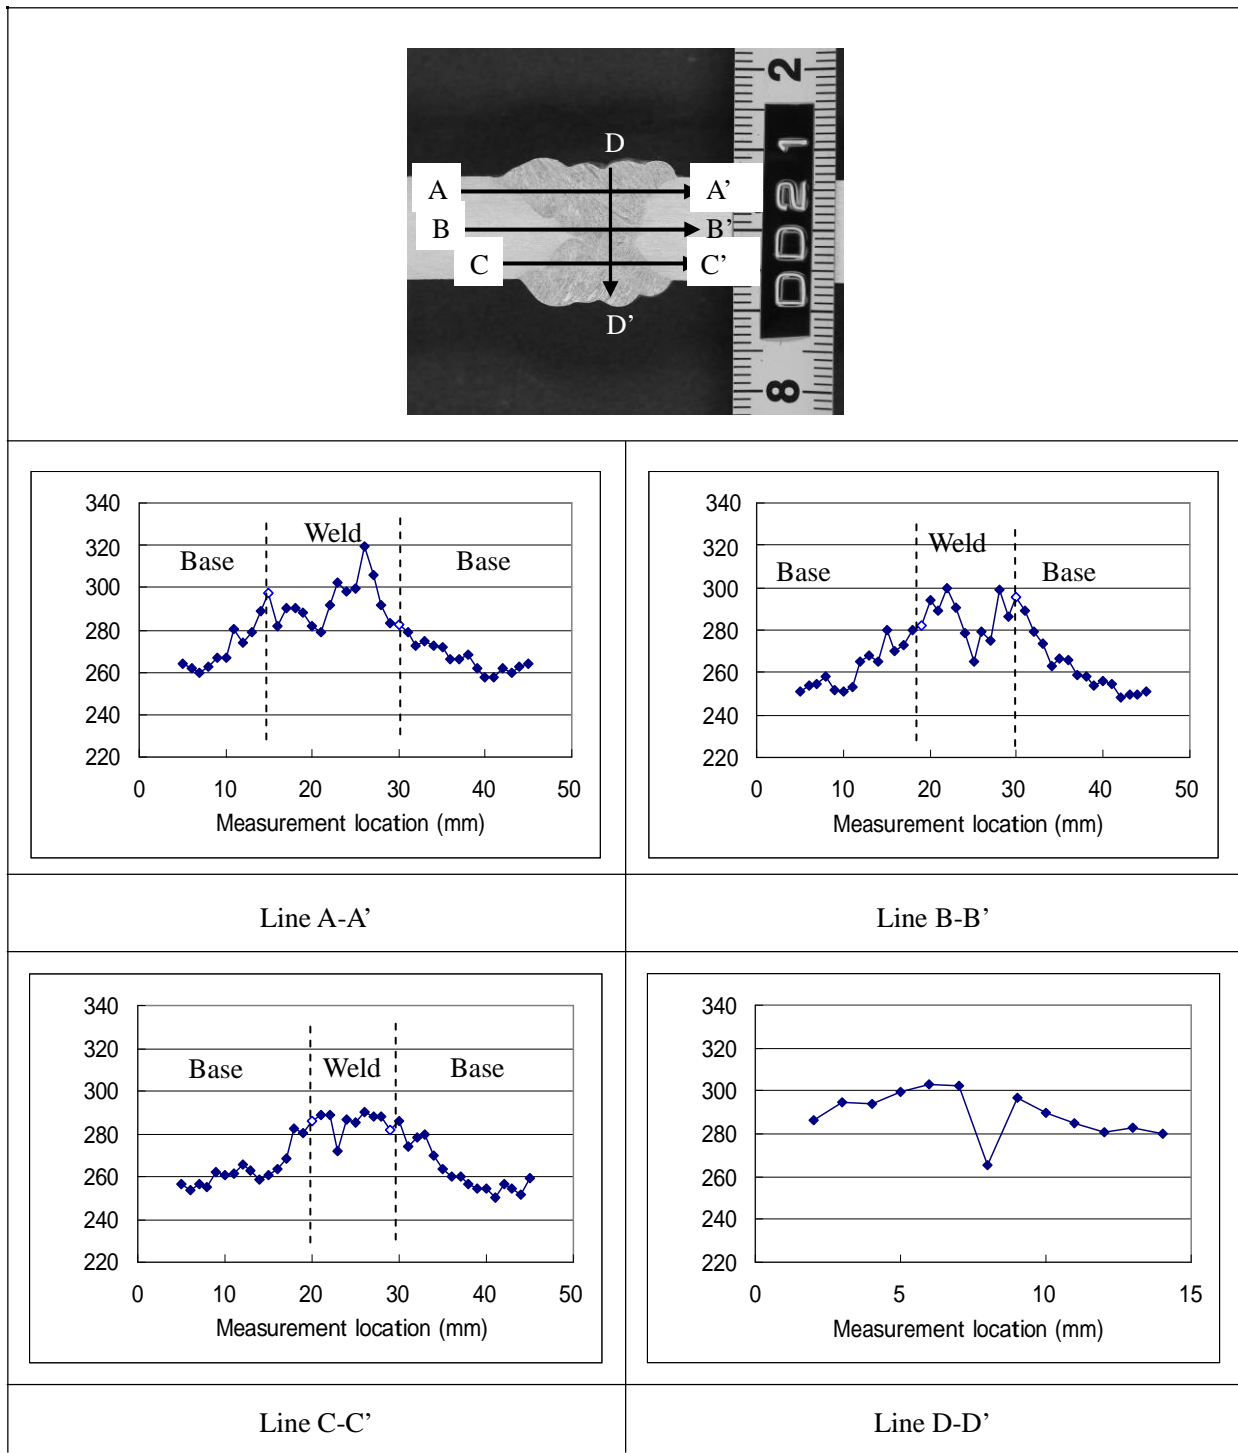 2
D
DD21
A A'
B B'
C C'
D'
8
340
320
300
280
260
240
220
Base Weld Base
0 10 20 30 40 50
Measurement location (mm)
340
320
300
280
260
240
220
Base Weld Base
0 10 20 30 40 50
Measurement location (mm)
Line A-A’ Line B-B’
340
320
300
280
260
240
220
Base Weld Base
0 10 20 30 40 50
Measurement location (mm)
340
320
300
280
260
240
220
0 5 10 15
Measurement location (mm)
Line C-C’ Line D-D’